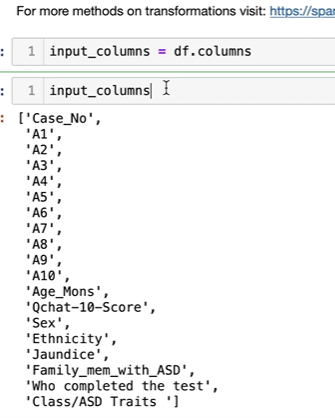 For more methods on transformations visit: https://spar
: 1 input_columns = df.columns
: 1 input_columns
: ['Case_No',
'A1',
'A2',
'A3',
'A4',
'A5',
'A6',
'A7',
'A8',
'A9',
'A10',
'Age_Mons',
'Qchat-10-Score',
'Sex',
'Ethnicity',
'Jaundice',
'Family_mem_with_ASD',
'Who completed the test',
'Class/ASD Traits ']